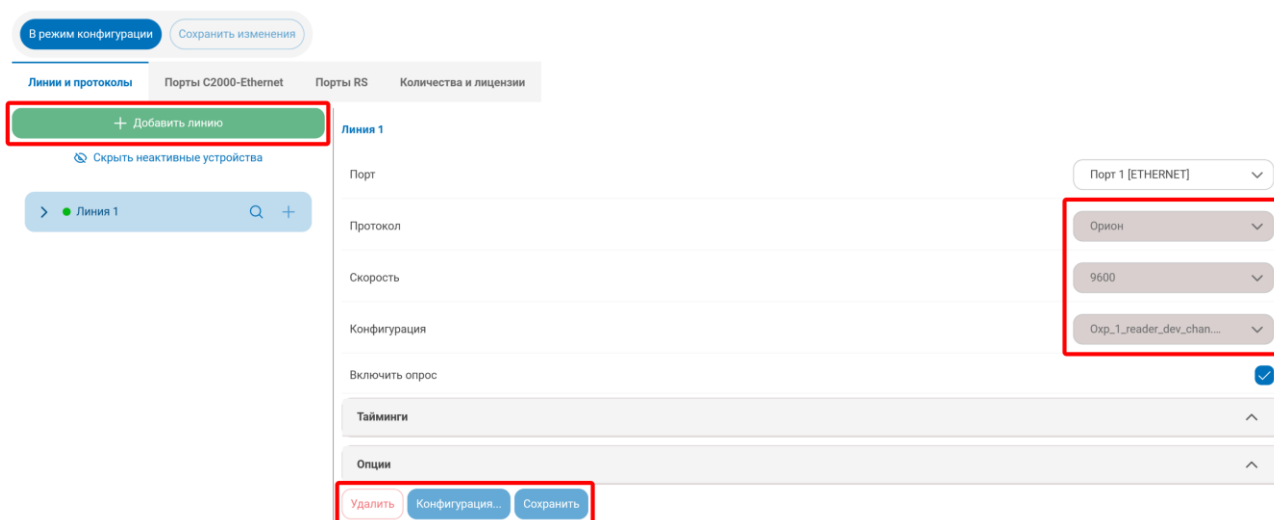 В режим конфигурации Сохранить изменения
Линии и протоколы Порты C2000-Ethernet Порты RS Количества и лицензии
+ Добавить линию
Скрыть неактивные устройства
Линия 1
Линия 1
Порт Порт 1 [ETHERNET]
Протокол Орион
Скорость 9600
Конфигурация Oxp_1_reader_dev_chan....
Включить опрос
Тайминги
Опции
Удалить Конфигурация... Сохранить